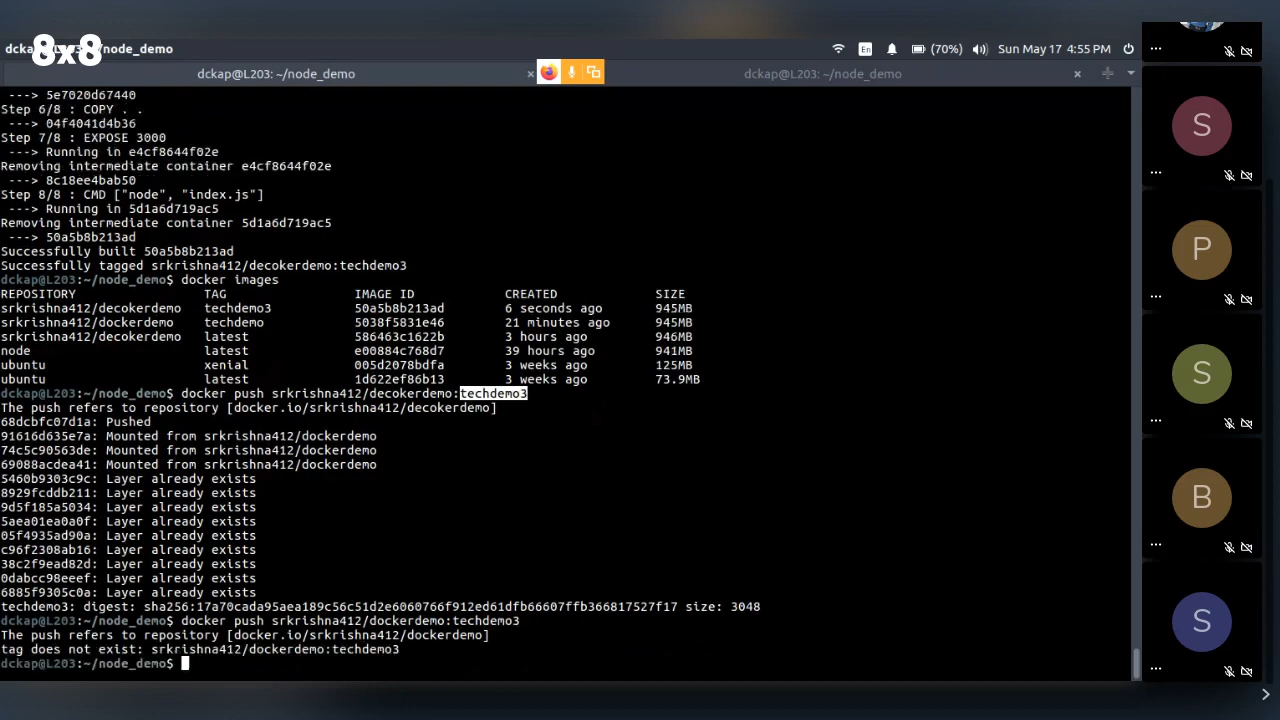 dcka
8x8
/node_demo
En
(70%)
Sun May 17 4:55 PM
dckap@L203: ~/node_demo
×
dckap@L203: ~/node_demo
×
---> 5e7020d67440
Step 6/8 : COPY . .
---> 04f4041d4b36
Step 7/8 : EXPOSE 3000
---> Running in e4cf8644f02e
Removing intermediate container e4cf8644f02e
---> 8c18ee4bab50
Step 8/8 : CMD ["node", "index.js"]
---> Running in 5d1a6d719ac5
Removing intermediate container 5d1a6d719ac5
---> 50a5b8b213ad
Successfully built 50a5b8b213ad
Successfully tagged srkrishna412/decokerdemo:techdemo3
dckap@L203:~/node_demo$ docker images
REPOSITORY TAG IMAGE ID CREATED SIZE
srkrishna412/decokerdemo techdemo3 50a5b8b213ad 6 seconds ago 945MB
srkrishna412/dockerdemo techdemo 5038f5831e46 21 minutes ago 945MB
srkrishna412/decokerdemo latest 586463c1622b 3 hours ago 946MB
node latest e00884c768d7 39 hours ago 941MB
ubuntu xenial 005d2078bdfa 3 weeks ago 125MB
ubuntu latest 1d622ef86b13 3 weeks ago 73.9MB
dckap@L203:~/node_demo$ docker push srkrishna412/decokerdemo:techdemo3
The push refers to repository [docker.io/srkrishna412/decokerdemo]
68dcbfc07d1a: Pushed
91616d635e7a: Mounted from srkrishna412/dockerdemo
74c5c90563de: Mounted from srkrishna412/dockerdemo
69088acdea41: Mounted from srkrishna412/dockerdemo
5460b9303c9c: Layer already exists
8929fcddb211: Layer already exists
9d5f185a5034: Layer already exists
5aea01ea0a0f: Layer already exists
05f4935ad90a: Layer already exists
c96f2308ab16: Layer already exists
38c2f9ead82d: Layer already exists
0dabcc98eeef: Layer already exists
6885f9305c0a: Layer already exists
techdemo3: digest: sha256:17a70cada95aea189c56c51d2e6060766f912ed61dfb66607ffb366817527f17 size: 3048
dckap@L203:~/node_demo$ docker push srkrishna412/dockerdemo:techdemo3
The push refers to repository [docker.io/srkrishna412/dockerdemo]
tag does not exist: srkrishna412/dockerdemo:techdemo3
dckap@L203:~/node_demo$
S
P
S
B
S